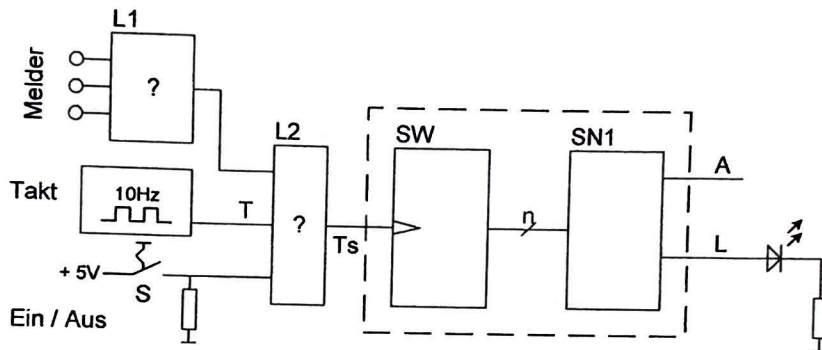 L1
Melder
?
L2
SW
SN1
Takt
10Hz
T
?
Ts
n
A
L
+ 5V
S
Ein / Aus